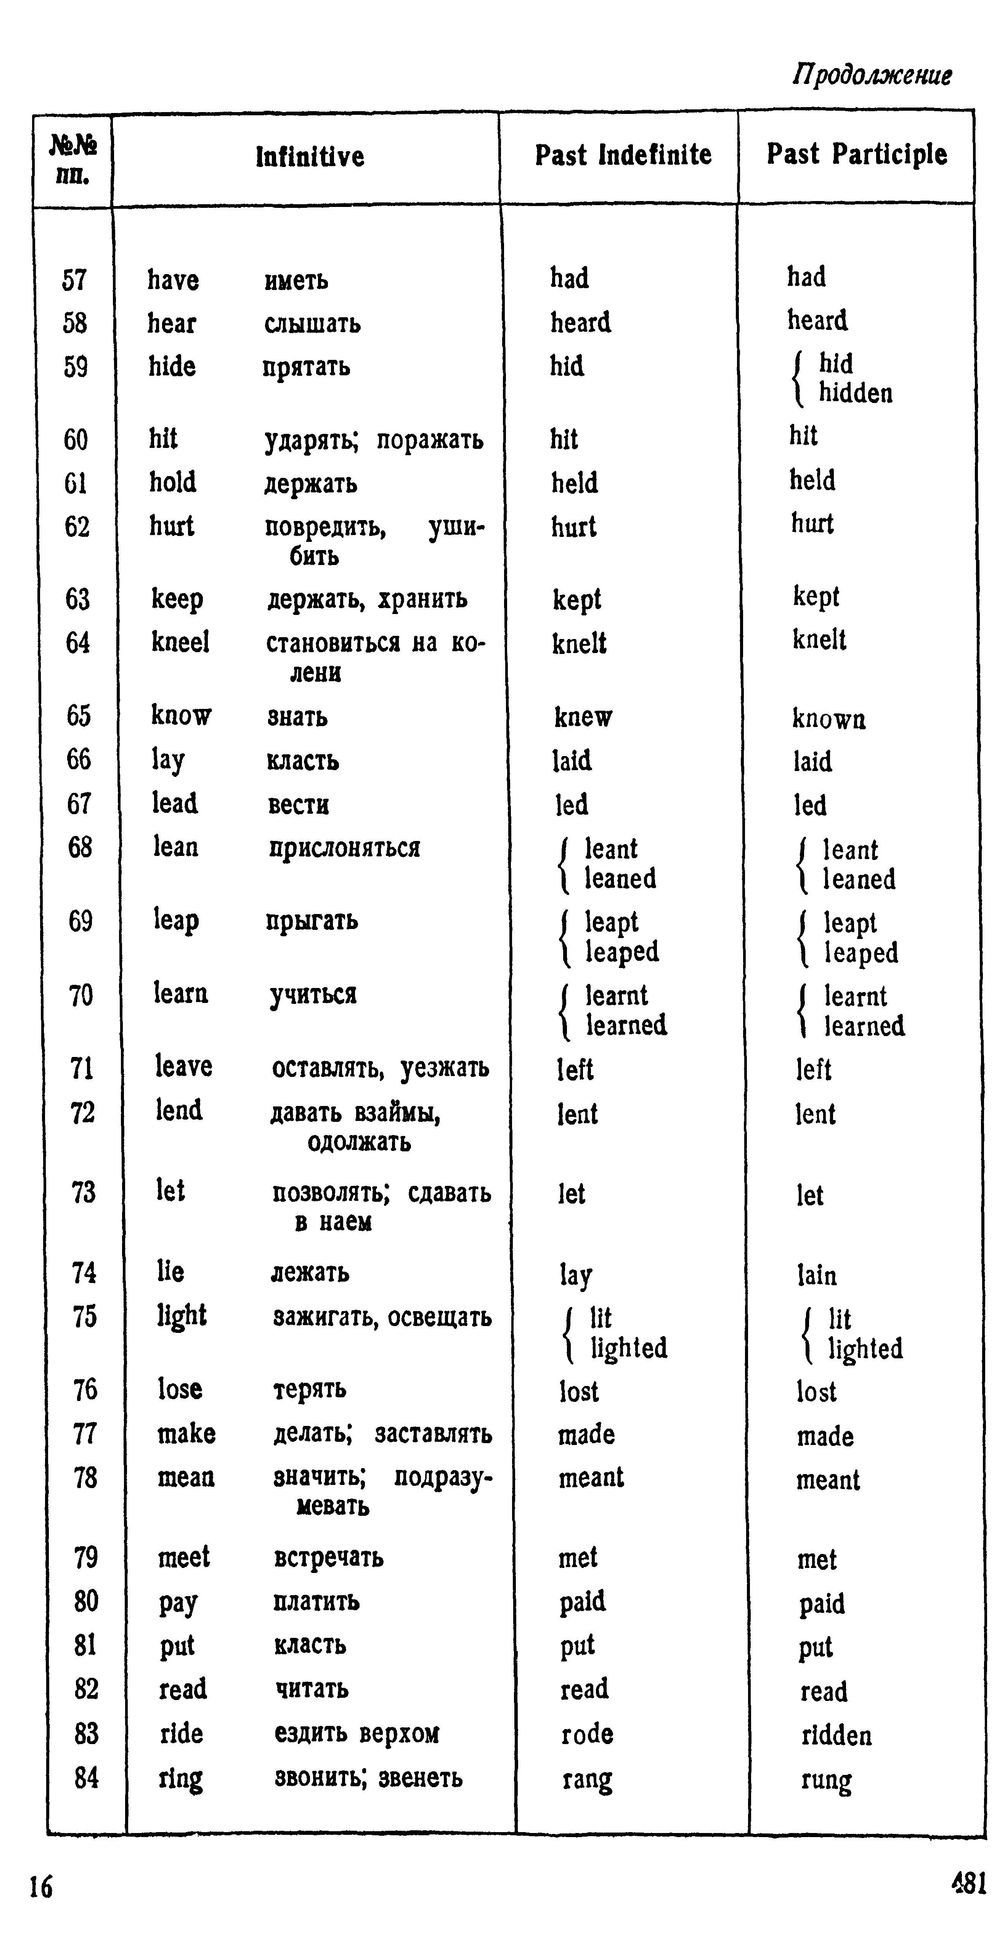 Продолжение
№№ пп. Infinitive Past Indefinite Past Participle
57 have иметь had had
58 hear слышать heard heard
59 hide прятать hid { hid
hidden
60 hit ударять; поражать hit hit
61 hold держать held held
62 hurt повредить, уши-
бить hurt hurt
63 keep держать, хранить kept kept
64 kneel становиться на ко-
лени knelt knelt
65 know знать knew known
66 lay класть laid laid
67 lead вести led led
68 lean прислоняться { leant { leant
leaned leaned
69 leap прыгать { leapt { leapt
leaped leaped
70 learn учиться { learnt { learnt
learned learned
71 leave оставлять, уезжать left left
72 lend давать взаймы, lent lent
одолжать
73 let позволять; сдавать let let
в наем
74 lie лежать lay lain
75 light зажигать, освещать { lit { lit
lighted lighted
76 lose терять lost lost
77 make делать; заставлять made made
78 mean значить; подразу- meant meant
мевать
79 meet встречать met met
80 pay платить paid paid
81 put класть put put
82 read читать read read
83 ride ездить верхом rode ridden
84 ring звонить; звенеть rang rung
16 481